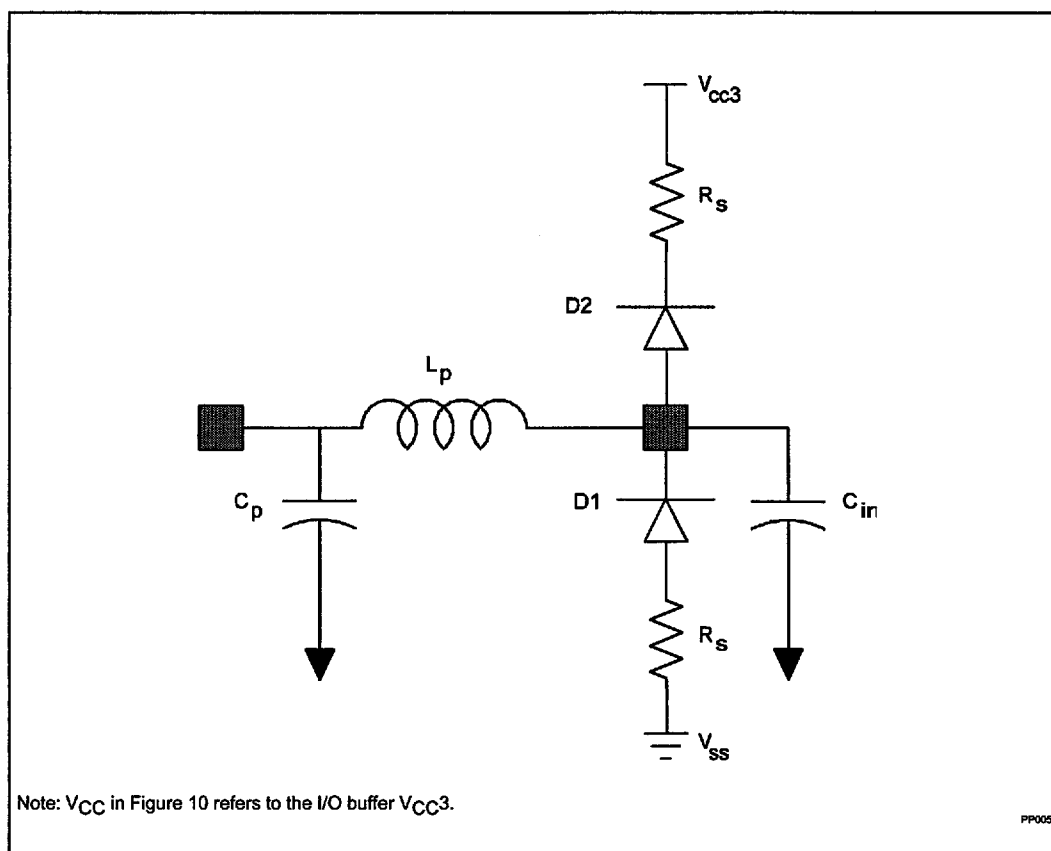 Vcc3
Rs
D2
Lp
Cp
D1
Cin
Rs
Vss
Note: VCC in Figure 10 refers to the I/O buffer VCC3.
PP005